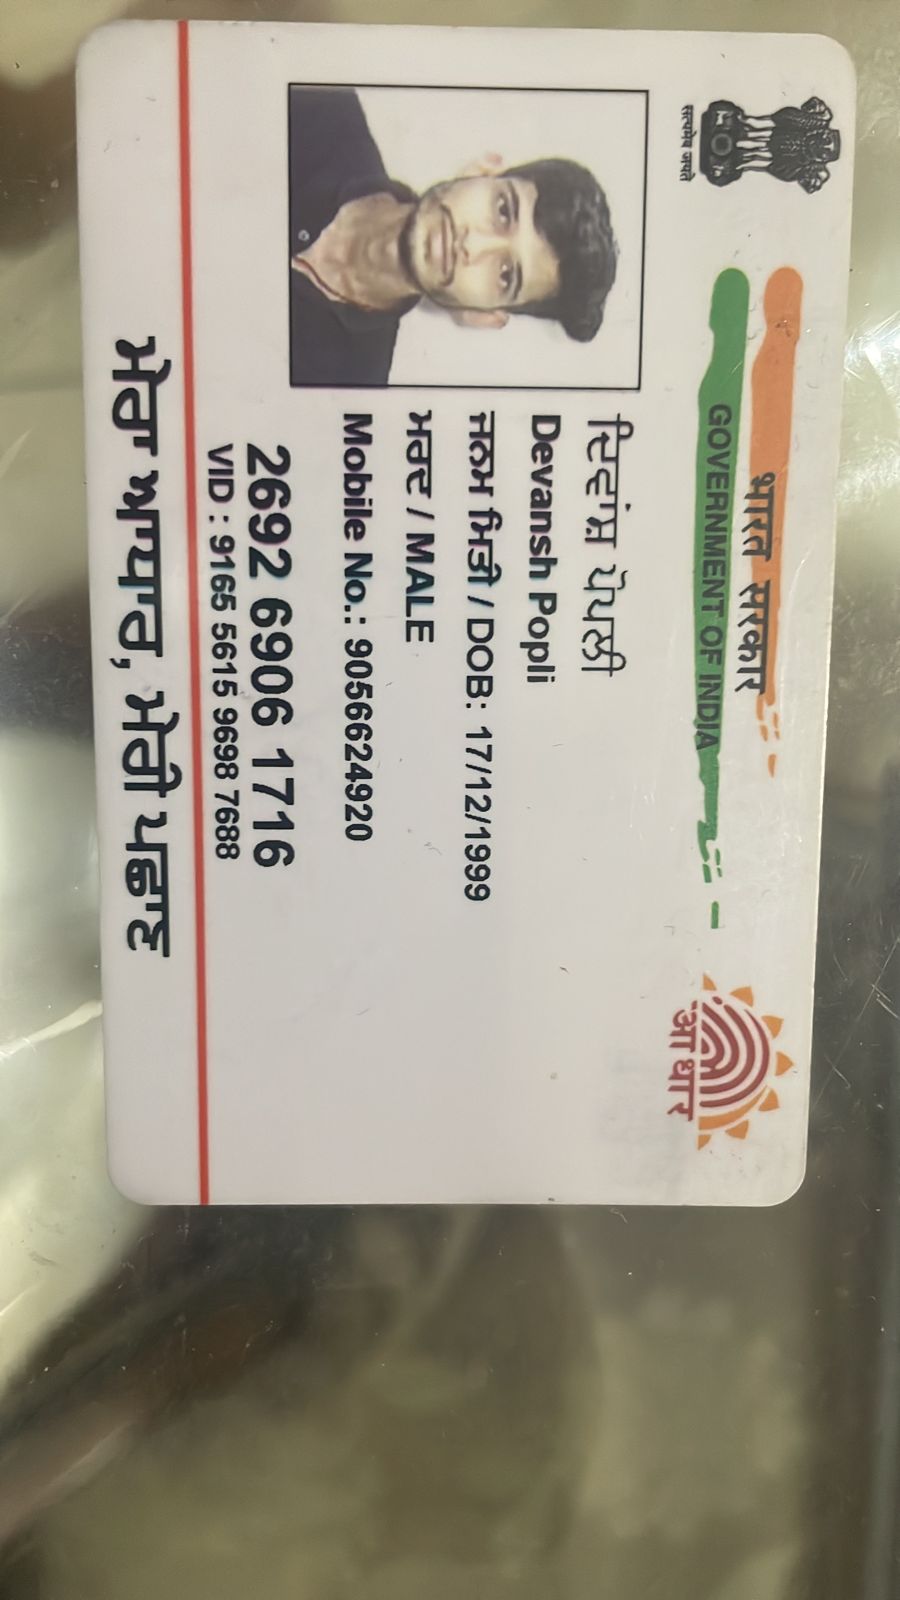 सत्यमेव जयते
भारत सरकार
GOVERNMENT OF INDIA
आधार
ਦਿਵਾਂਸ਼ ਪੋਪਲੀ
Devansh Popli
ਜਨਮ ਮਿਤੀ / DOB: 17/12/1999
ਮਰਦ / MALE
Mobile No.: 9056624920
2692 6906 1716
VID : 9165 5615 9698 7688
ਮੇਰਾ ਆਧਾਰ, ਮੇਰੀ ਪਛਾਣ